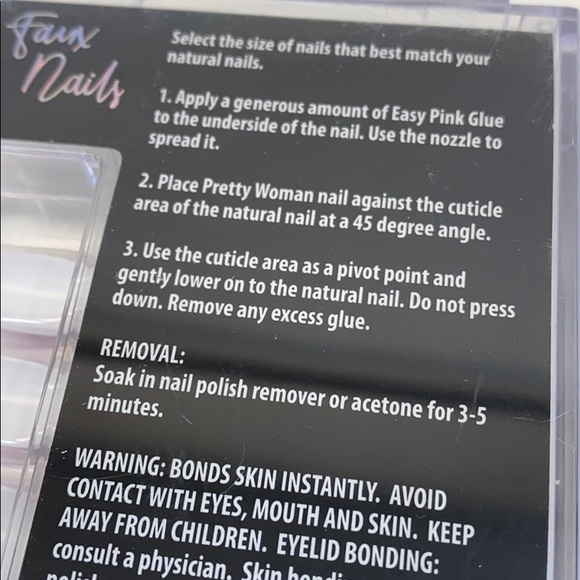 Faux
Nails
Select the size of nails that best match your
natural nails.
1. Apply a generous amount of Easy Pink Glue
to the underside of the nail. Use the nozzle to
spread it.
2. Place Pretty Woman nail against the cuticle
area of the natural nail at a 45 degree angle.
3. Use the cuticle area as a pivot point and
gently lower on to the natural nail. Do not press
down. Remove any excess glue.
REMOVAL:
Soak in nail polish remover or acetone for 3-5
minutes.
WARNING: BONDS SKIN INSTANTLY. AVOID
CONTACT WITH EYES, MOUTH AND SKIN. KEEP
AWAY FROM CHILDREN. EYELID BONDING:
consult a physician. Skin